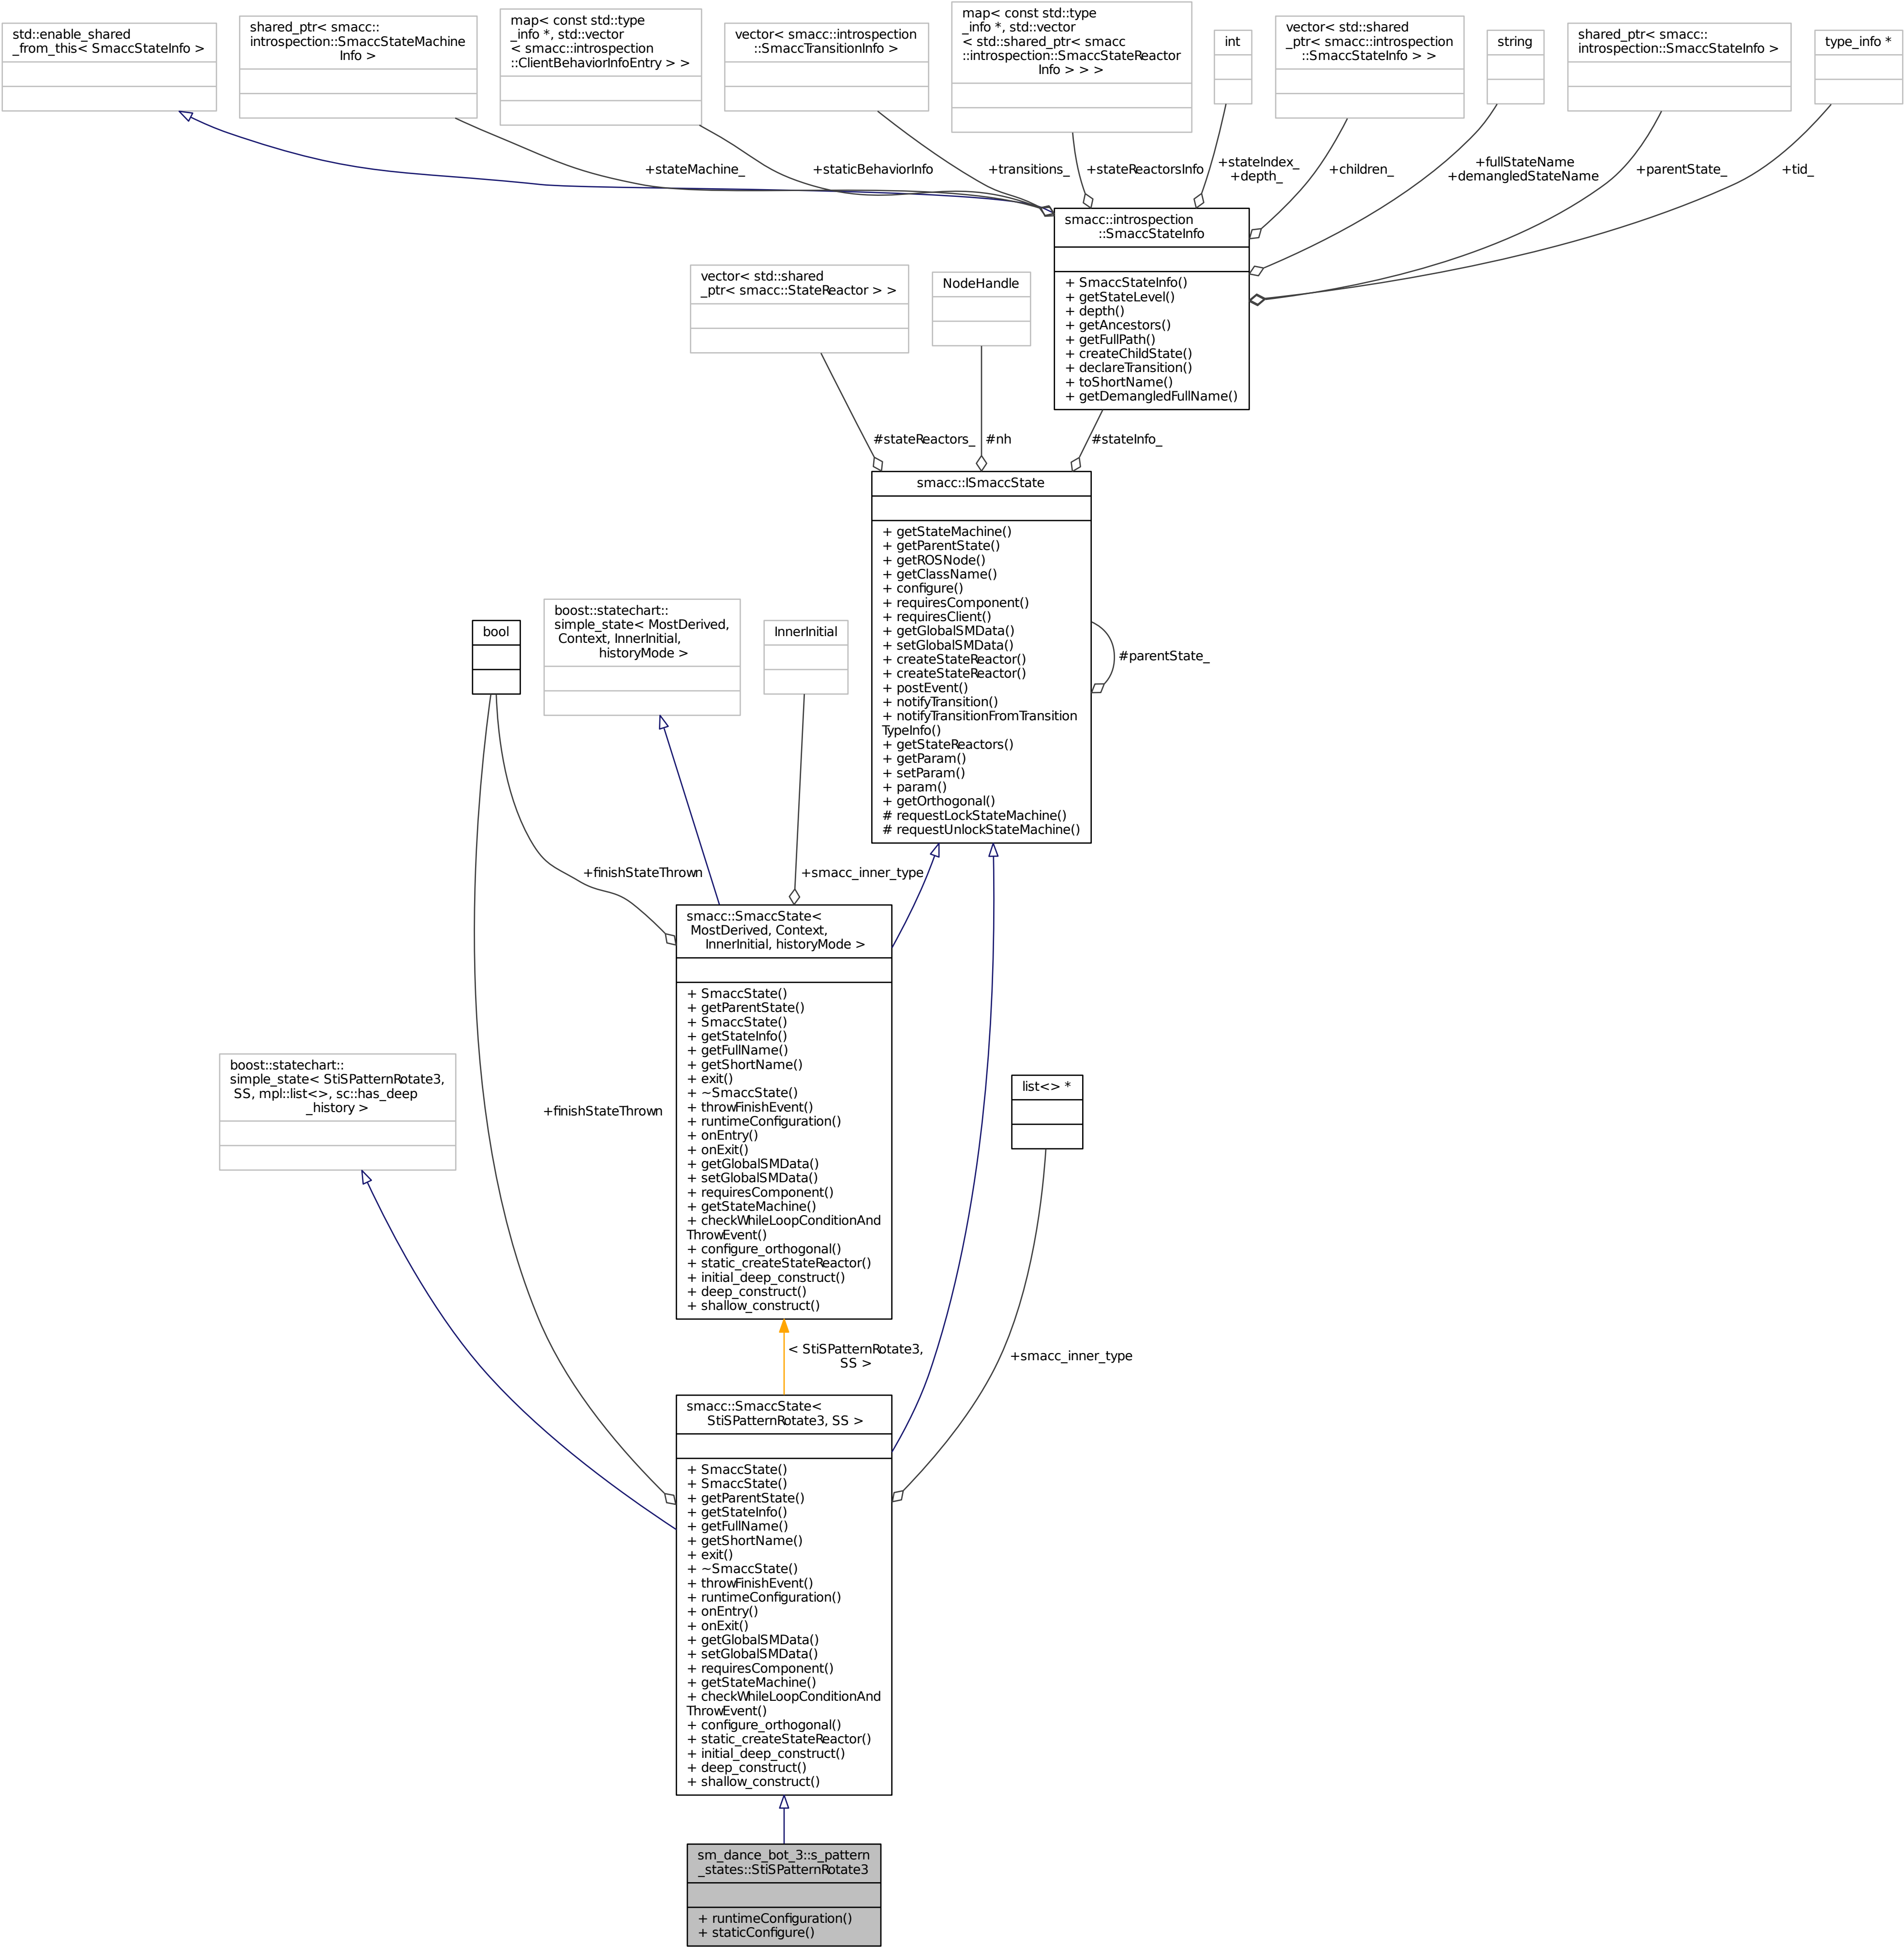 std::enable_shared
_from_this< SmaccStateInfo >
shared_ptr< smacc::
introspection::SmaccStateMachine
Info >
map< const std::type
_info *, std::vector
< smacc::introspection
::ClientBehaviorInfoEntry > >
vector< smacc::introspection
::SmaccTransitionInfo >
map< const std::type
_info *, std::vector
< std::shared_ptr< smacc
::introspection::SmaccStateReactor
Info > > >
int
vector< std::shared
_ptr< smacc::introspection
::SmaccStateInfo > >
string
shared_ptr< smacc::
introspection::SmaccStateInfo >
type_info *
+stateMachine_
+staticBehaviorInfo
+transitions_
+stateReactorsInfo
+stateIndex_
+depth_
+children_
+fullStateName
+demangledStateName
+parentState_
+tid_
smacc::introspection
::SmaccStateInfo
+ SmaccStateInfo()
+ getStateLevel()
+ depth()
+ getAncestors()
+ getFullPath()
+ createChildState()
+ declareTransition()
+ toShortName()
+ getDemangledFullName()
vector< std::shared
_ptr< smacc::StateReactor > >
NodeHandle
#stateReactors_
#nh
#stateInfo_
smacc::ISmaccState
+ getStateMachine()
+ getParentState()
+ getROSNode()
+ getClassName()
+ configure()
+ requiresComponent()
+ requiresClient()
+ getGlobalSMData()
+ setGlobalSMData()
+ createStateReactor()
+ createStateReactor()
+ postEvent()
+ notifyTransition()
+ notifyTransitionFromTransition
TypeInfo()
+ getStateReactors()
+ getParam()
+ setParam()
+ param()
+ getOrthogonal()
# requestLockStateMachine()
# requestUnlockStateMachine()
#parentState_
bool
boost::statechart::
simple_state< MostDerived,
Context, InnerInitial,
historyMode >
InnerInitial
+finishStateThrown
+smacc_inner_type
smacc::SmaccState<
MostDerived, Context,
InnerInitial, historyMode >
+ SmaccState()
+ getParentState()
+ SmaccState()
+ getStateInfo()
+ getFullName()
+ getShortName()
+ exit()
+ ~SmaccState()
+ throwFinishEvent()
+ runtimeConfiguration()
+ onEntry()
+ onExit()
+ getGlobalSMData()
+ setGlobalSMData()
+ requiresComponent()
+ getStateMachine()
+ checkWhileLoopConditionAnd
ThrowEvent()
+ configure_orthogonal()
+ static_createStateReactor()
+ initial_deep_construct()
+ deep_construct()
+ shallow_construct()
boost::statechart::
simple_state< StiSPatternRotate3,
SS, mpl::list<>, sc::has_deep
_history >
+finishStateThrown
list<> *
< StiSPatternRotate3,
SS >
+smacc_inner_type
smacc::SmaccState<
StiSPatternRotate3, SS >
+ SmaccState()
+ SmaccState()
+ getParentState()
+ getStateInfo()
+ getFullName()
+ getShortName()
+ exit()
+ ~SmaccState()
+ throwFinishEvent()
+ runtimeConfiguration()
+ onEntry()
+ onExit()
+ getGlobalSMData()
+ setGlobalSMData()
+ requiresComponent()
+ getStateMachine()
+ checkWhileLoopConditionAnd
ThrowEvent()
+ configure_orthogonal()
+ static_createStateReactor()
+ initial_deep_construct()
+ deep_construct()
+ shallow_construct()
sm_dance_bot_3::s_pattern
_states::StiSPatternRotate3
+ runtimeConfiguration()
+ staticConfigure()